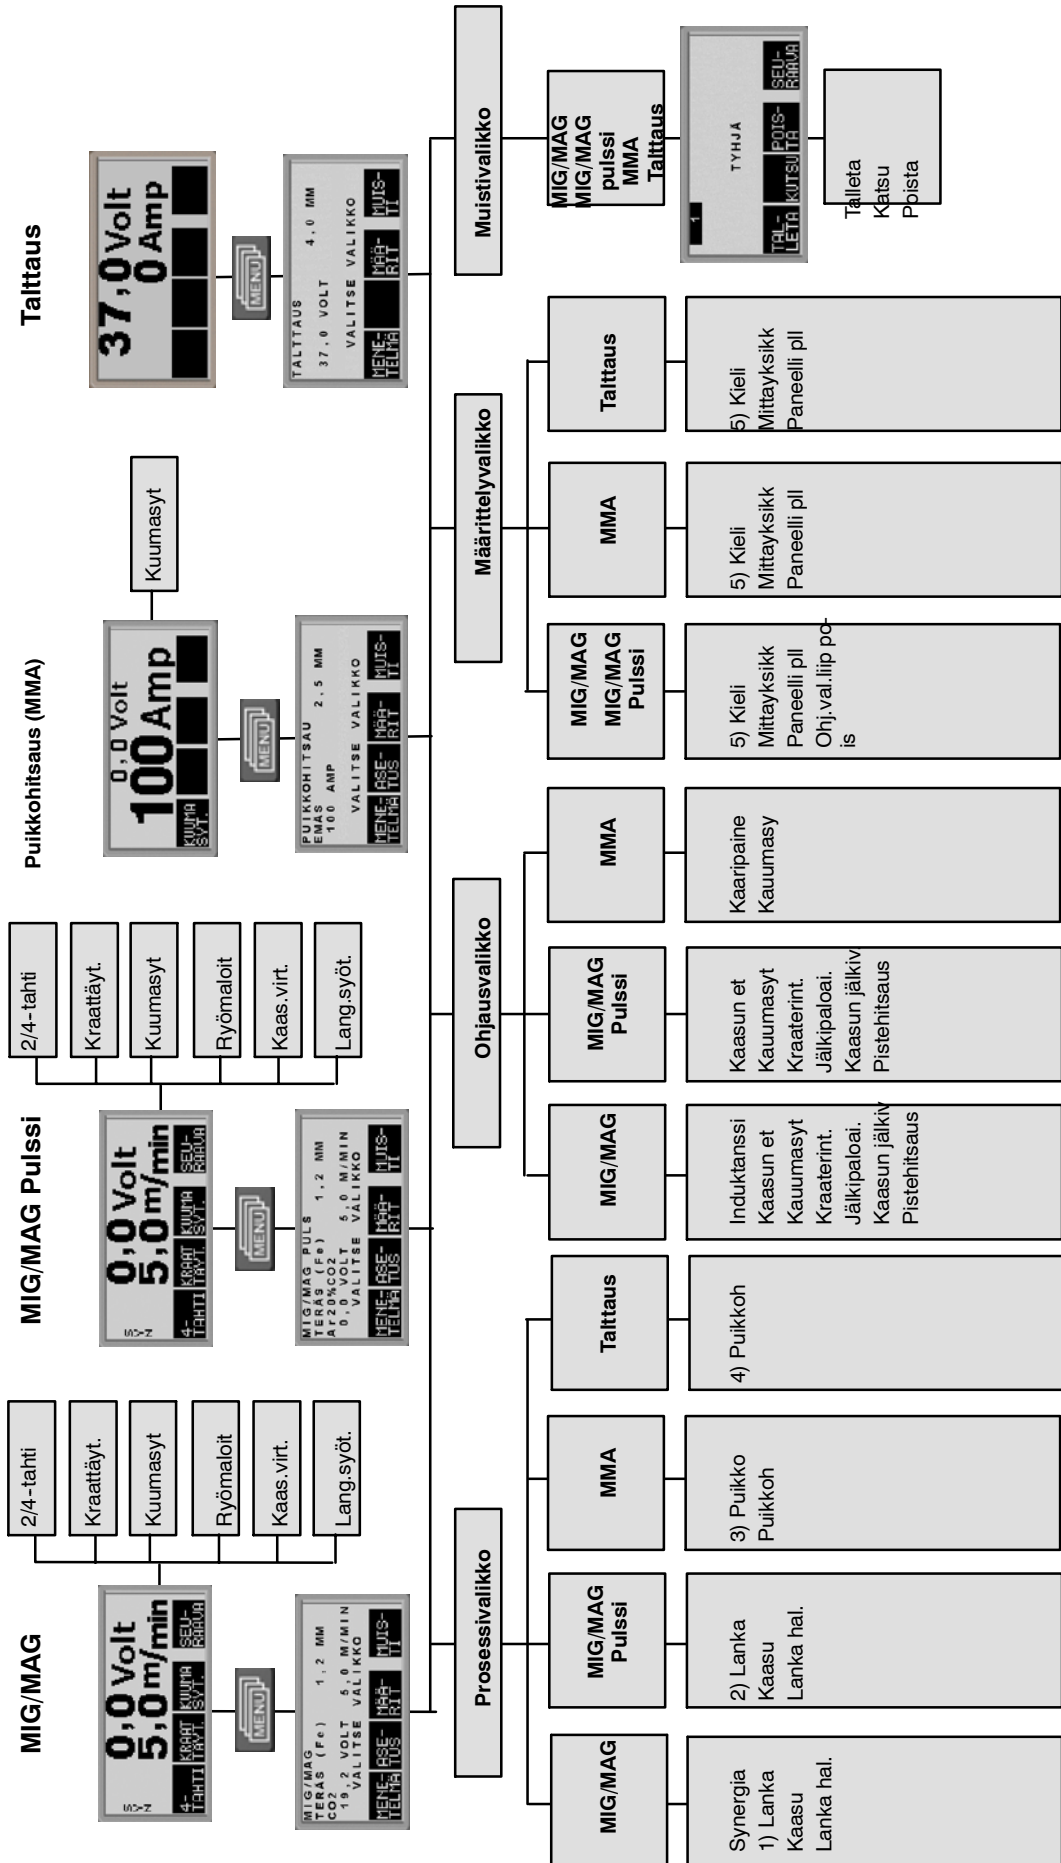 MIG/MAG
SYN
0,0 Volt
5,0 m/min
4-
TAHTI
KRAAT
TÄYT.
KUUMA
SYT.
SEU-
RAAVA
2/4-tahti
Kraattäyt.
Kuumasyt
Ryömaloit
Kaas.virt.
Lang.syöt.
MENU
MIG/MAG
TERÄS (Fe) 1,2 MM
CO2
19,2 VOLT 5,0 M/MIN
VALITSE VALIKKO
MENE-
TELMÄ
ASE-
TUS
MÄÄ-
RIT
MUIS-
TI
MIG/MAG Pulssi
SYN
0,0 Volt
5,0 m/min
4-
TAHTI
KRAAT
TÄYT.
KUUMA
SYT.
SEU-
RAAVA
2/4-tahti
Kraattäyt.
Kuumasyt
Ryömaloit
Kaas.virt.
Lang.syöt.
MENU
MIG/MAG PULS
TERÄS (Fe) 1,2 MM
Ar20%CO2
0,0 VOLT 5,0 M/MIN
VALITSE VALIKKO
MENE-
TELMÄ
ASE-
TUS
MÄÄ-
RIT
MUIS-
TI
Puikkohitsaus (MMA)
0,0 Volt
100 Amp
KUUMA
SYT.
Kuumasyt
MENU
PUIKKOHITSAU
EMÄS 2,5 MM
100 AMP
VALITSE VALIKKO
MENE-
TELMÄ
ASE-
TUS
MÄÄ-
RIT
MUIS-
TI
Talttaus
37,0 Volt
0 Amp
MENU
TALTTAUS
37,0 VOLT 4,0 MM
VALITSE VALIKKO
MENE-
TELMÄ
MÄÄ-
RIT
MUIS-
TI
Prosessivalikko
MIG/MAG
Synergia
1) Lanka
Kaasu
Lanka hal.
MIG/MAG
Pulssi
2) Lanka
Kaasu
Lanka hal.
MMA
3) Puikko
Puikkoh
Talttaus
4) Puikkoh
Ohjausvalikko
MIG/MAG
Induktanssi
Kaasun et
Kauumasyt
Kraaterint.
Jälkipaloai.
Kaasun jälkiv
Pistehitsaus
MIG/MAG
Pulssi
Kaasun et
Kauumasyt
Kraaterint.
Jälkipaloai.
Kaasun jälkiv.
Pistehitsaus
MMA
Kaaripaine
Kauumasy
Määrittelyvalikko
MIG/MAG
MIG/MAG
Pulssi
5) Kieli
Mittayksikk
Paneelli pll
Ohj.val.liip po-
is
MMA
5) Kieli
Mittayksikk
Paneelli pll
Talttaus
5) Kieli
Mittayksikk
Paneelli pll
Muistivalikko
MIG/MAG
MIG/MAG
pulssi
MMA
Talttaus
1
TYHJÄ
TAL-
LETA
KUTSU
POIS-
TA
SEU-
RAAVA
Talleta
Katsu
Poista